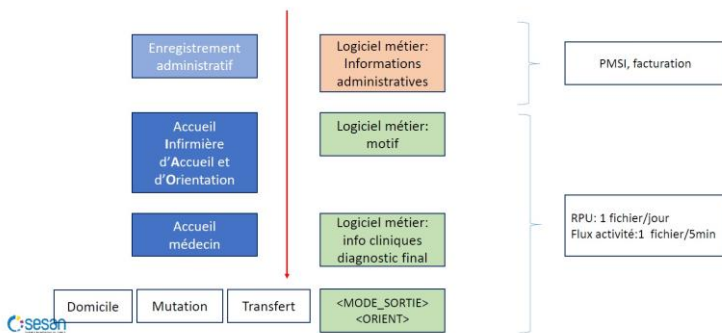 Enregistrement
administratif
Logiciel métier:
Informations
administratives
PMSI, facturation
Accueil
Infirmière
d'Accueil et
d'Orientation
Logiciel métier:
motif
Accueil
médecin
Logiciel métier:
info cliniques
diagnostic final
RPU: 1 fichier/jour
Flux activité:1 fichier/5min
Domicile
Mutation
Transfert
<MODE_SORTIE>
<ORIENT>
sesan